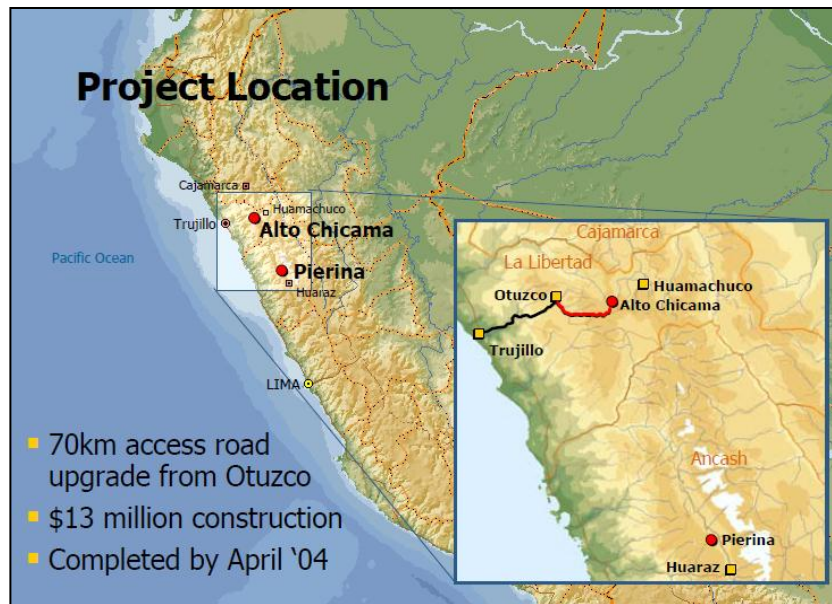 Project Location
Cajamarca
Huamachuco
Trujillo
Alto Chicama
Pacific Ocean
Pierina
Huaraz
LIMA
Cajamarca
La Libertad
Otuzco
Huamachuco
Alto Chicama
Trujillo
Ancash
Pierina
Huaraz
70km access road
upgrade from Otuzco
$13 million construction
Completed by April ‘04